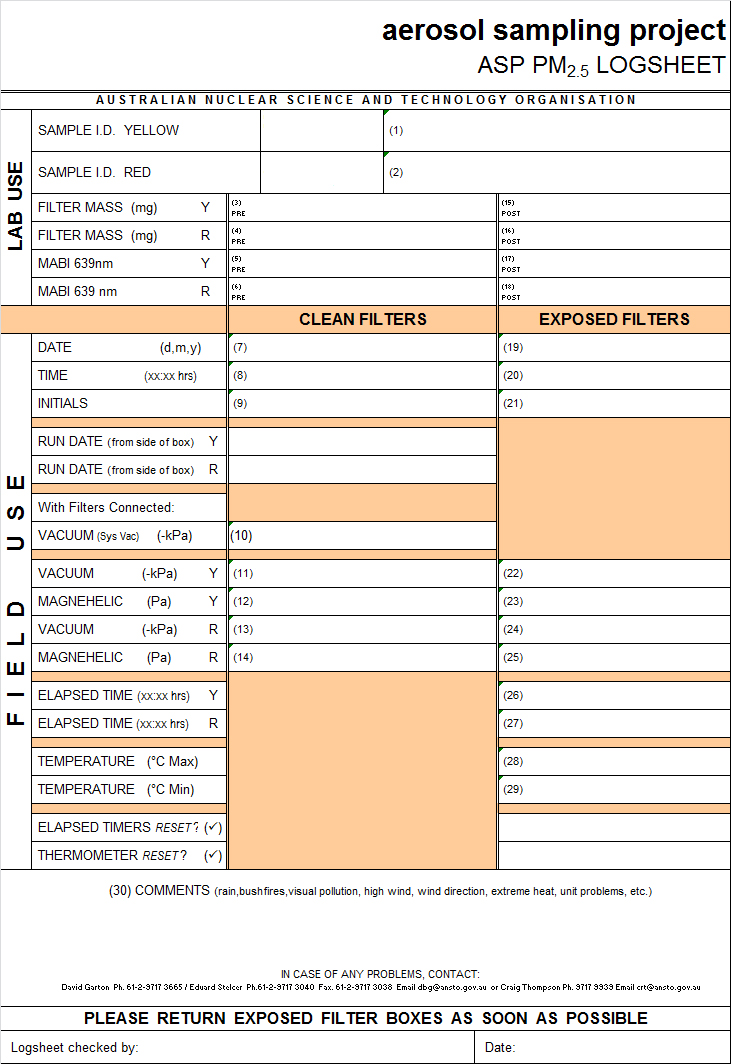 aerosol sampling project
ASP PM2.5 LOGSHEET
AUSTRALIAN NUCLEAR SCIENCE AND TECHNOLOGY ORGANISATION
LAB USE
SAMPLE I.D. YELLOW (1)
SAMPLE I.D. RED (2)
FILTER MASS (mg) Y (3) PRE (15) POST
FILTER MASS (mg) R (4) PRE (16) POST
MABI 639nm Y (5) PRE (17) POST
MABI 639 nm R (6) PRE (18) POST
CLEAN FILTERS EXPOSED FILTERS
FIELD USE
DATE (d,m,y) (7) (19)
TIME (xx:xx hrs) (8) (20)
INITIALS (9) (21)
RUN DATE (from side of box) Y
RUN DATE (from side of box) R
With Filters Connected:
VACUUM (Sys Vac) (-kPa) (10)
VACUUM (-kPa) Y (11) (22)
MAGNEHELIC (Pa) Y (12) (23)
VACUUM (-kPa) R (13) (24)
MAGNEHELIC (Pa) R (14) (25)
ELAPSED TIME (xx:xx hrs) Y (26)
ELAPSED TIME (xx:xx hrs) R (27)
TEMPERATURE (°C Max) (28)
TEMPERATURE (°C Min) (29)
ELAPSED TIMERS RESET? (✓)
THERMOMETER RESET? (✓)
(30) COMMENTS (rain,bushfires,visual pollution, high wind, wind direction, extreme heat, unit problems, etc.)
IN CASE OF ANY PROBLEMS, CONTACT:
David Garton Ph. 61-2-9717 3665 / Eduard Stelcer Ph.61-2-9717 3040 Fax. 61-2-9717 3038 Email dbg@ansto.gov.au or Craig Thompson Ph. 9717 9939 Email crt@ansto.gov.au
PLEASE RETURN EXPOSED FILTER BOXES AS SOON AS POSSIBLE
Logsheet checked by: Date: